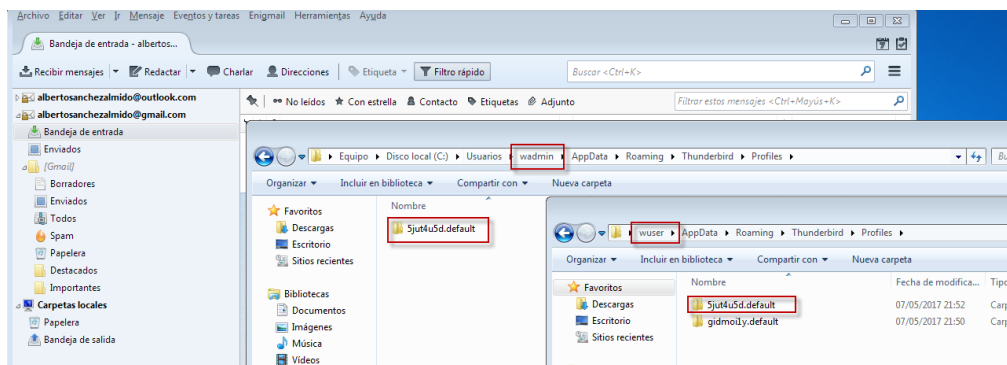 Archivo Editar Ver Ir Mensaje Eventos y tareas Enigmail Herramientas Ayuda
Bandeja de entrada - albertos...
Recibir mensajes Redactar Charlar Direcciones Etiqueta Filtro rápido Buscar <Ctrl+K>
albertosanchezalmido@outlook.com
albertosanchezalmido@gmail.com
Bandeja de entrada
Enviados
[Gmail]
Borradores
Enviados
Todos
Spam
Papelera
Destacados
Importantes
Carpetas locales
Papelera
Bandeja de salida
No leídos Con estrella Contacto Etiquetas Adjunto Filtrar estos mensajes <Ctrl+Mayús+K>
Equipo Disco local (C:) Usuarios wadmin AppData Roaming Thunderbird Profiles
Organizar Incluir en biblioteca Compartir con Nueva carpeta
Favoritos
Descargas
Escritorio
Sitios recientes
Bibliotecas
Documentos
Imágenes
Música
Vídeos
Nombre
5jut4u5d.default
wuser AppData Roaming Thunderbird Profiles
Organizar Incluir en biblioteca Compartir con Nueva carpeta
Favoritos
Descargas
Escritorio
Sitios recientes
Nombre Fecha de modifica... Tipo
5jut4u5d.default 07/05/2017 21:52 Car
gidmoi1y.default 07/05/2017 21:50 Car